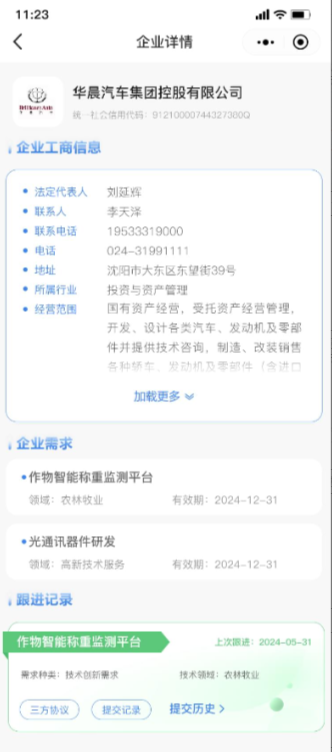 11:23
企业详情
华晨汽车集团控股有限公司
统一社会信用代码：91210000744327380Q
企业工商信息
法定代表人 刘延辉
联系人 李天泽
联系电话 19533319000
电话 024-31991111
地址 沈阳市大东区东望街39号
所属行业 投资与资产管理
经营范围 国有资产经营，受托资产经营管理，
开发、设计各类汽车、发动机及零部
件并提供技术咨询，制造、改装销售
各种轿车、发动机及零部件（含进口
加载更多
企业需求
作物智能称重监测平台
领域：农林牧业 有效期：2024-12-31
光通讯器件研发
领域：高新技术服务 有效期：2024-12-31
跟进记录
作物智能称重监测平台 上次跟进：2024-05-31
需求种类：技术创新需求 技术领域：农林牧业
三方协议 提交记录 提交历史